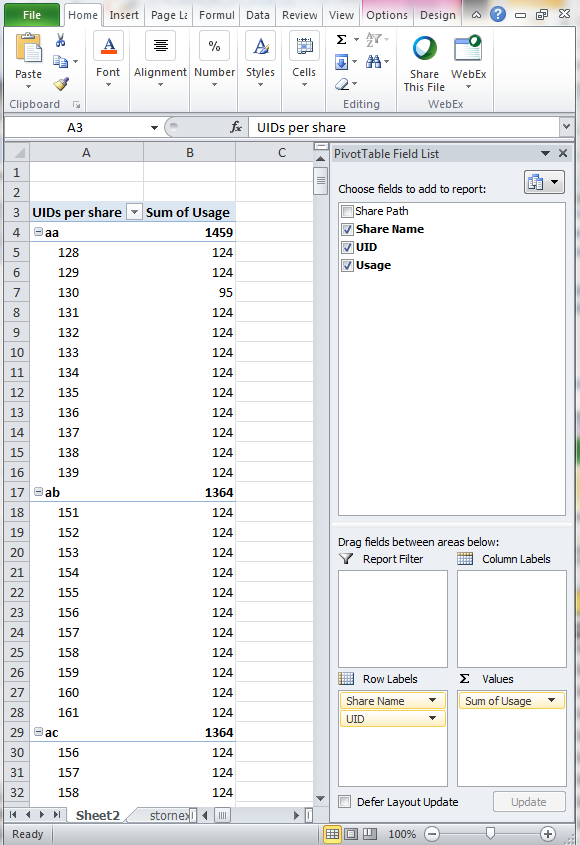 File Home Insert Page La Formul Data Review View Options Design
Paste Font Alignment Number Styles Cells Share This File WebEx
Clipboard Editing WebEx
A3 fx UIDs per share
A B C
1
2
3 UIDs per share Sum of Usage
4 aa 1459
5 128 124
6 129 124
7 130 95
8 131 124
9 132 124
10 133 124
11 134 124
12 135 124
13 136 124
14 137 124
15 138 124
16 139 124
17 ab 1364
18 151 124
19 152 124
20 153 124
21 154 124
22 155 124
23 156 124
24 157 124
25 158 124
26 159 124
27 160 124
28 161 124
29 ac 1364
30 156 124
31 157 124
32 158 124
PivotTable Field List
Choose fields to add to report:
Share Path
Share Name
UID
Usage
Drag fields between areas below:
Report Filter Column Labels
Row Labels Σ Values
Share Name Sum of Usage
UID
Defer Layout Update Update
Sheet2 stornex
Ready 100%